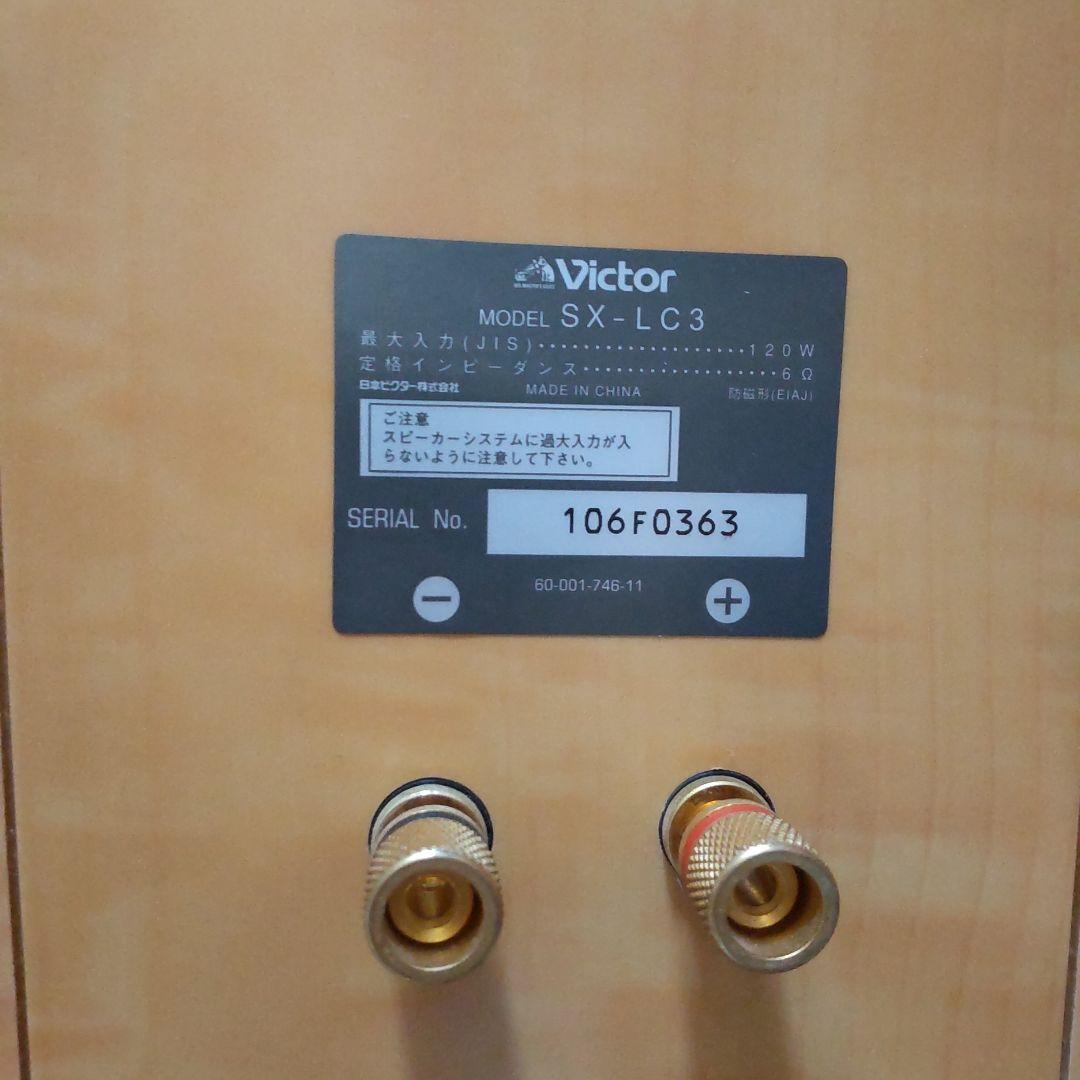 Victor
MODEL SX-LC3
最大入力(JIS)・・・・・・・・・・・・・・・・・・・120W
定格インピーダンス・・・・・・・・・・・・・・・・・・6Ω
日本ビクター株式会社 MADE IN CHINA 防磁形(EIAJ)
ご注意
スピーカーシステムに過大入力が入
らないように注意して下さい。
SERIAL No. 106F0363
60-001-746-11
− +